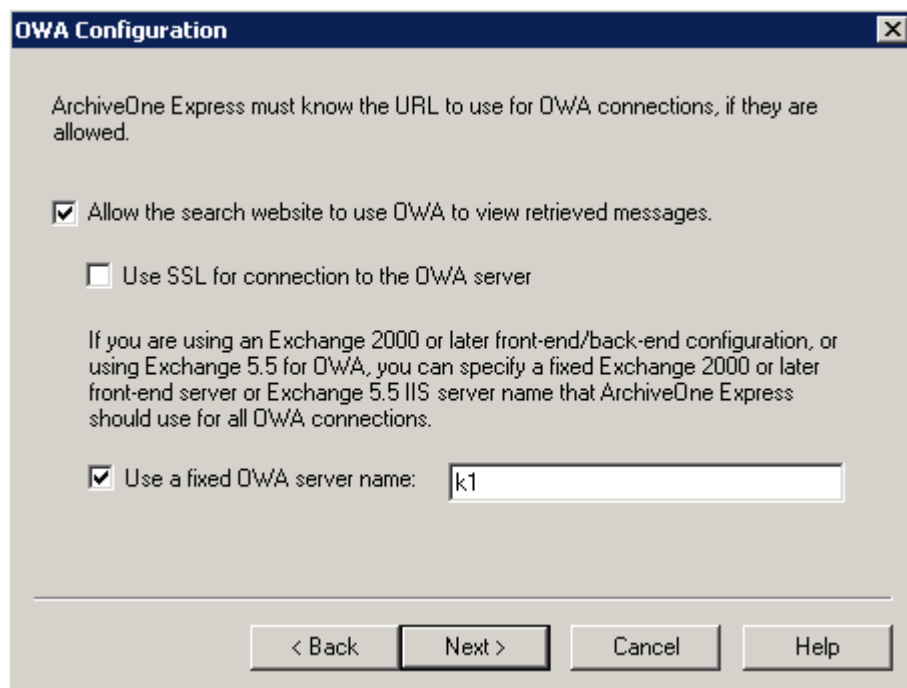 OWA Configuration
ArchiveOne Express must know the URL to use for OWA connections, if they are
allowed.
Allow the search website to use OWA to view retrieved messages.
Use SSL for connection to the OWA server
If you are using an Exchange 2000 or later front-end/back-end configuration, or
using Exchange 5.5 for OWA, you can specify a fixed Exchange 2000 or later
front-end server or Exchange 5.5 IIS server name that ArchiveOne Express
should use for all OWA connections.
Use a fixed OWA server name: k1
< Back Next > Cancel Help